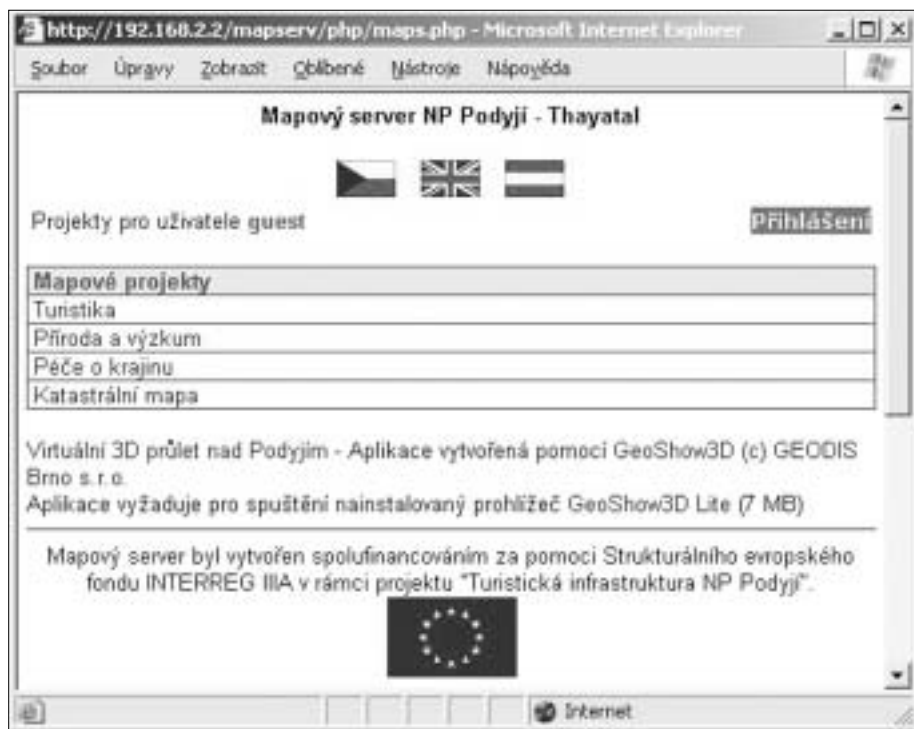 http://192.168.2.2/mapserv/php/maps.php - Microsoft Internet Explorer
Soubor Úpravy Zobrazit Oblíbené Nástroje Nápověda
Mapový server NP Podyjí - Thayatal
Projekty pro uživatele guest
Přihlášení
Mapové projekty
Turistika
Příroda a výzkum
Péče o krajinu
Katastrální mapa
Virtuální 3D průlet nad Podyjím - Aplikace vytvořená pomocí GeoShow3D (c) GEODIS
Brno s.r.o.
Aplikace vyžaduje pro spuštění nainstalovaný prohlížeč GeoShow3D Lite (7 MB)
Mapový server byl vytvořen spolufinancováním za pomoci Strukturálního evropského
fondu INTERREG IIIA v rámci projektu "Turistická infrastruktura NP Podyjí".
Internet